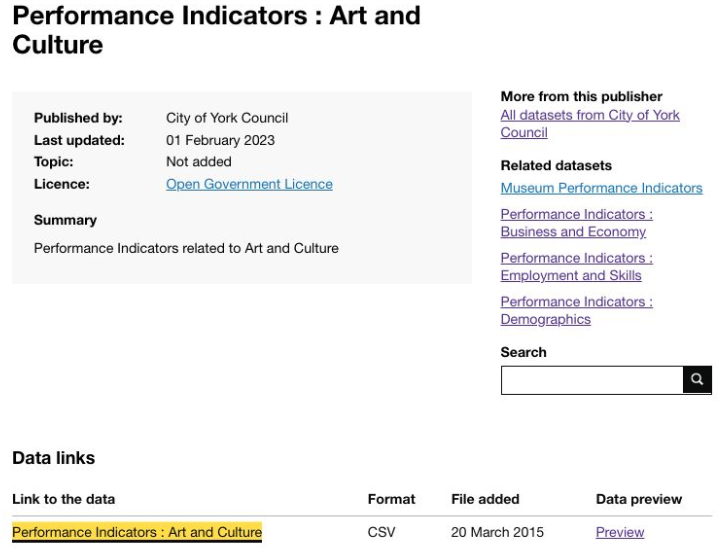 Performance Indicators : Art and
Culture
Published by: City of York Council
Last updated: 01 February 2023
Topic: Not added
Licence: Open Government Licence
Summary
Performance Indicators related to Art and Culture
More from this publisher
All datasets from City of York
Council
Related datasets
Museum Performance Indicators
Performance Indicators :
Business and Economy
Performance Indicators :
Employment and Skills
Performance Indicators :
Demographics
Search
Data links
Link to the data Format File added Data preview
Performance Indicators : Art and Culture CSV 20 March 2015 Preview